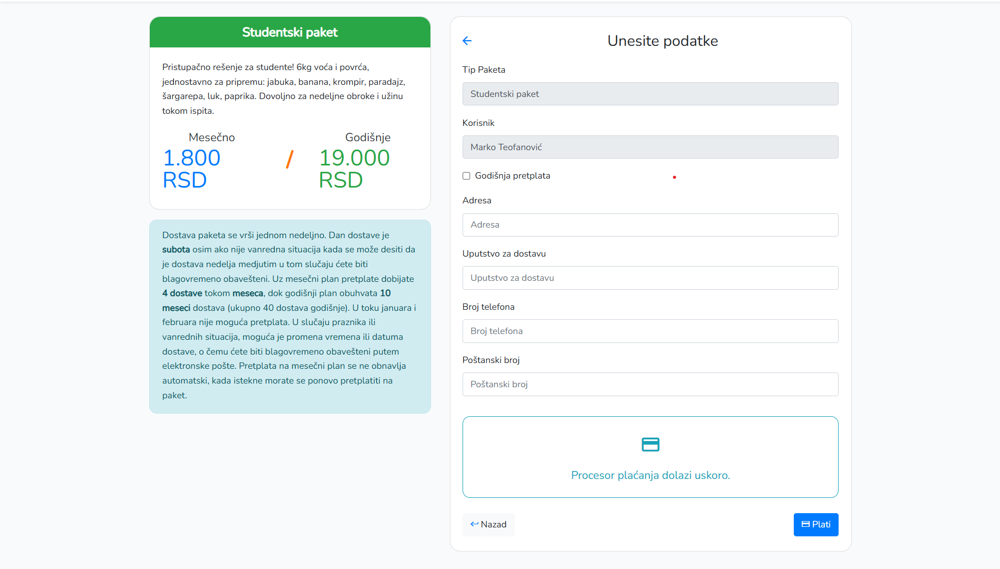 Studentski paket
Pristupačno rešenje za studente! 6kg voća i povrća,
jednostavno za pripremu: jabuka, banana, krompir, paradajz,
šargarepa, luk, paprika. Dovoljno za nedeljne obroke i užinu
tokom ispita.
Mesečno
1.800
RSD
/
Godišnje
19.000
RSD
Dostava paketa se vrši jednom nedeljno. Dan dostave je
subota osim ako nije vanredna situacija kada se može desiti da
je dostava nedelja medjutim u tom slučaju ćete biti
blagovremeno obavešteni. Uz mesečni plan pretplate dobijate
4 dostave tokom meseca, dok godišnji plan obuhvata 10
meseci dostava (ukupno 40 dostava godišnje). U toku januara i
februara nije moguća pretplata. U slučaju praznika ili
vanrednih situacija, moguća je promena vremena ili datuma
dostave, o čemu ćete biti blagovremeno obavešteni putem
elektronske pošte. Pretplata na mesečni plan se ne obnavlja
automatski, kada istekne morate se ponovo pretplatiti na
paket.
Unesite podatke
Tip Paketa
Studentski paket
Korisnik
Marko Teofanović
Godišnja pretplata
Adresa
Adresa
Uputstvo za dostavu
Uputstvo za dostavu
Broj telefona
Broj telefona
Poštanski broj
Poštanski broj
Procesor plaćanja dolazi uskoro.
Nazad
Plati